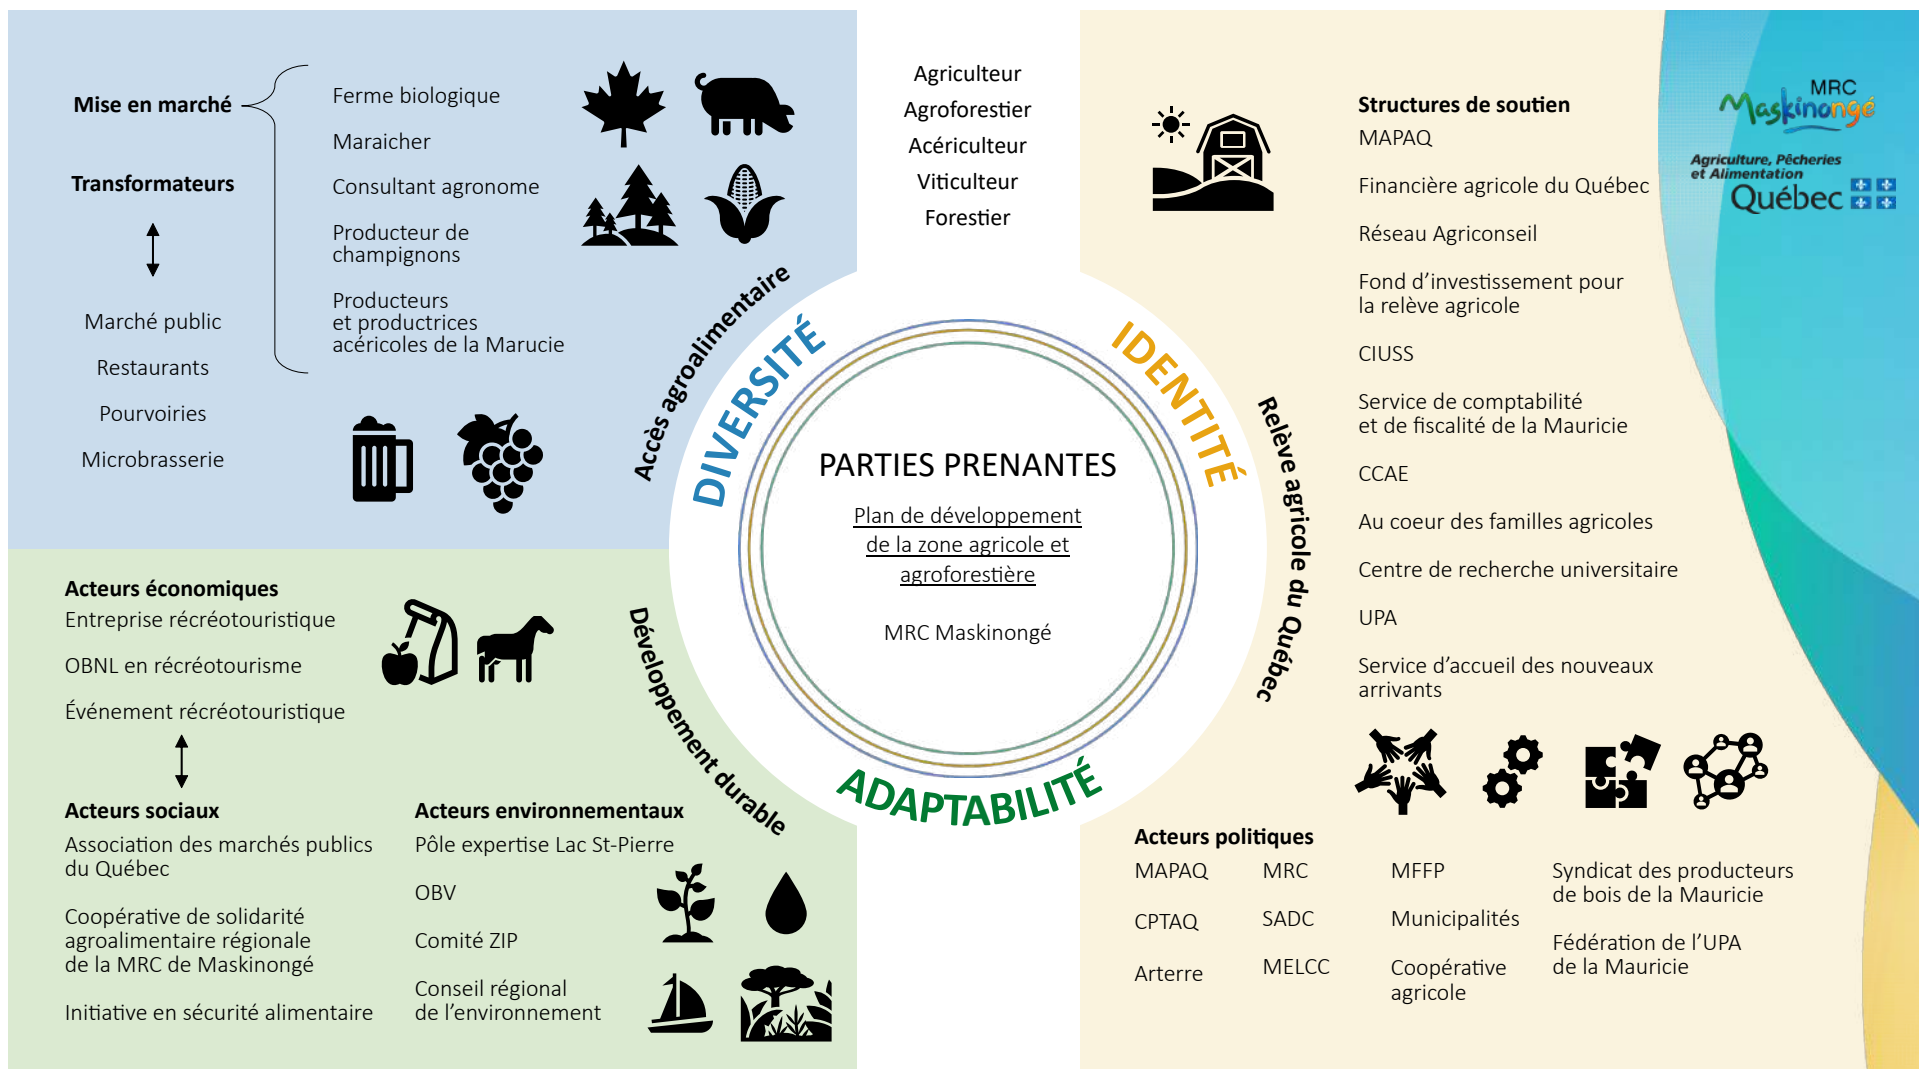 Mise en marché
Transformateurs
Marché public
Restaurants
Pourvoiries
Microbrasserie
Ferme biologique
Maraicher
Consultant agronome
Producteur de
champignons
Producteurs
et productrices
acéricoles de la Marucie
Accès agroalimentaire
DIVERSITÉ
Agriculteur
Agroforestier
Acériculteur
Viticulteur
Forestier
IDENTITÉ
Relève agricole du Québec
PARTIES PRENANTES
Plan de développement
de la zone agricole et
agroforestière
MRC Maskinongé
ADAPTABILITÉ
Développement durable
Structures de soutien
MAPAQ
Financière agricole du Québec
Réseau Agriconseil
Fond d’investissement pour
la relève agricole
CIUSS
Service de comptabilité
et de fiscalité de la Mauricie
CCAE
Au coeur des familles agricoles
Centre de recherche universitaire
UPA
Service d’accueil des nouveaux
arrivants
MRC
Maskinongé
Agriculture, Pêcheries
et Alimentation
Québec
Acteurs économiques
Entreprise récréotouristique
OBNL en récréotourisme
Événement récréotouristique
Acteurs sociaux
Association des marchés publics
du Québec
Coopérative de solidarité
agroalimentaire régionale
de la MRC de Maskinongé
Initiative en sécurité alimentaire
Acteurs environnementaux
Pôle expertise Lac St-Pierre
OBV
Comité ZIP
Conseil régional
de l’environnement
Acteurs politiques
MAPAQ
CPTAQ
Arterre
MRC
SADC
MELCC
MFFP
Municipalités
Coopérative
agricole
Syndicat des producteurs
de bois de la Mauricie
Fédération de l’UPA
de la Mauricie